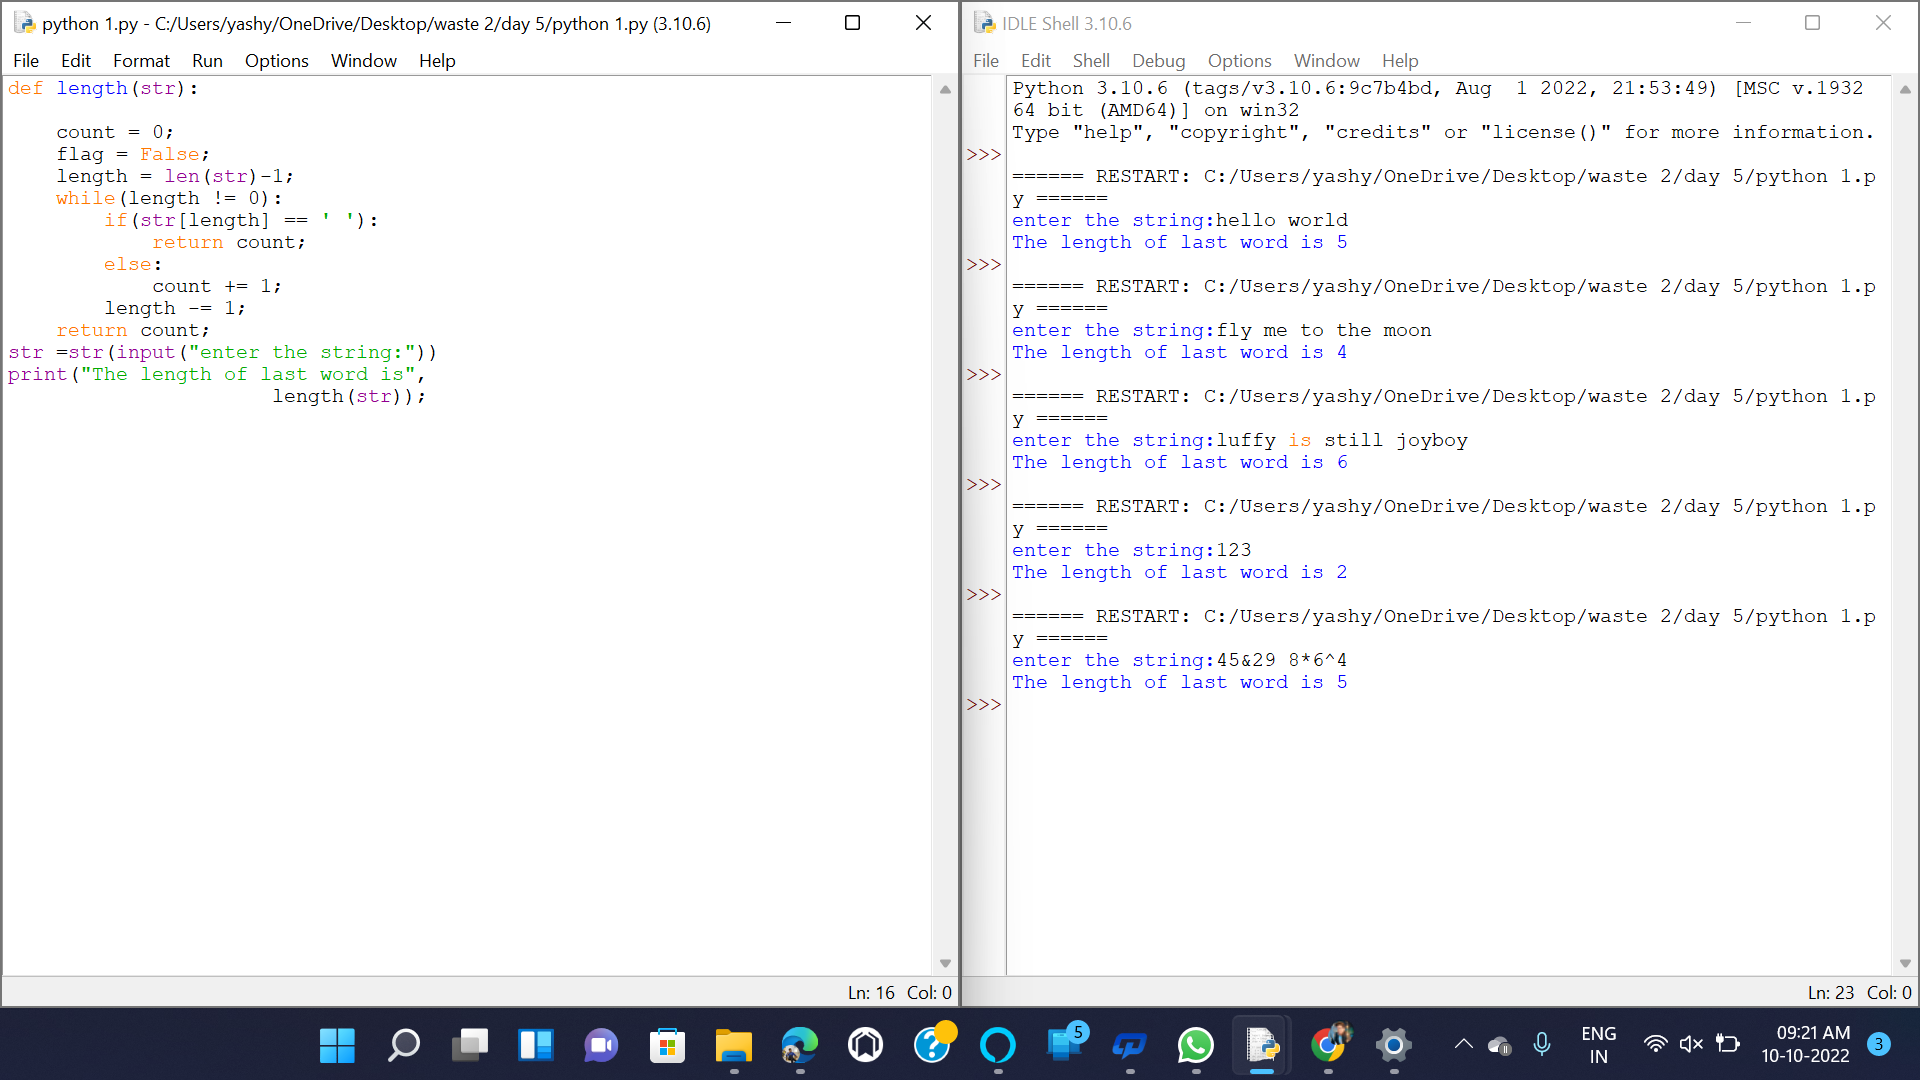 python 1.py - C:/Users/yashy/OneDrive/Desktop/waste 2/day 5/python 1.py (3.10.6)
File Edit Format Run Options Window Help
def length(str):
    count = 0;
    flag = False;
    length = len(str)-1;
    while(length != 0):
        if(str[length] == ' '):
            return count;
        else:
            count += 1;
        length -= 1;
    return count;
str =str(input("enter the string:"))
print("The length of last word is",
                      length(str));
Ln: 16 Col: 0
IDLE Shell 3.10.6
File Edit Shell Debug Options Window Help
Python 3.10.6 (tags/v3.10.6:9c7b4bd, Aug  1 2022, 21:53:49) [MSC v.1932
64 bit (AMD64)] on win32
Type "help", "copyright", "credits" or "license()" for more information.
>>>
====== RESTART: C:/Users/yashy/OneDrive/Desktop/waste 2/day 5/python 1.p
y ======
enter the string:hello world
The length of last word is 5
>>>
====== RESTART: C:/Users/yashy/OneDrive/Desktop/waste 2/day 5/python 1.p
y ======
enter the string:fly me to the moon
The length of last word is 4
>>>
====== RESTART: C:/Users/yashy/OneDrive/Desktop/waste 2/day 5/python 1.p
y ======
enter the string:luffy is still joyboy
The length of last word is 6
>>>
====== RESTART: C:/Users/yashy/OneDrive/Desktop/waste 2/day 5/python 1.p
y ======
enter the string:123
The length of last word is 2
>>>
====== RESTART: C:/Users/yashy/OneDrive/Desktop/waste 2/day 5/python 1.p
y ======
enter the string:45&29 8*6^4
The length of last word is 5
>>>
Ln: 23 Col: 0
5
ENG
IN
09:21 AM
10-10-2022
3